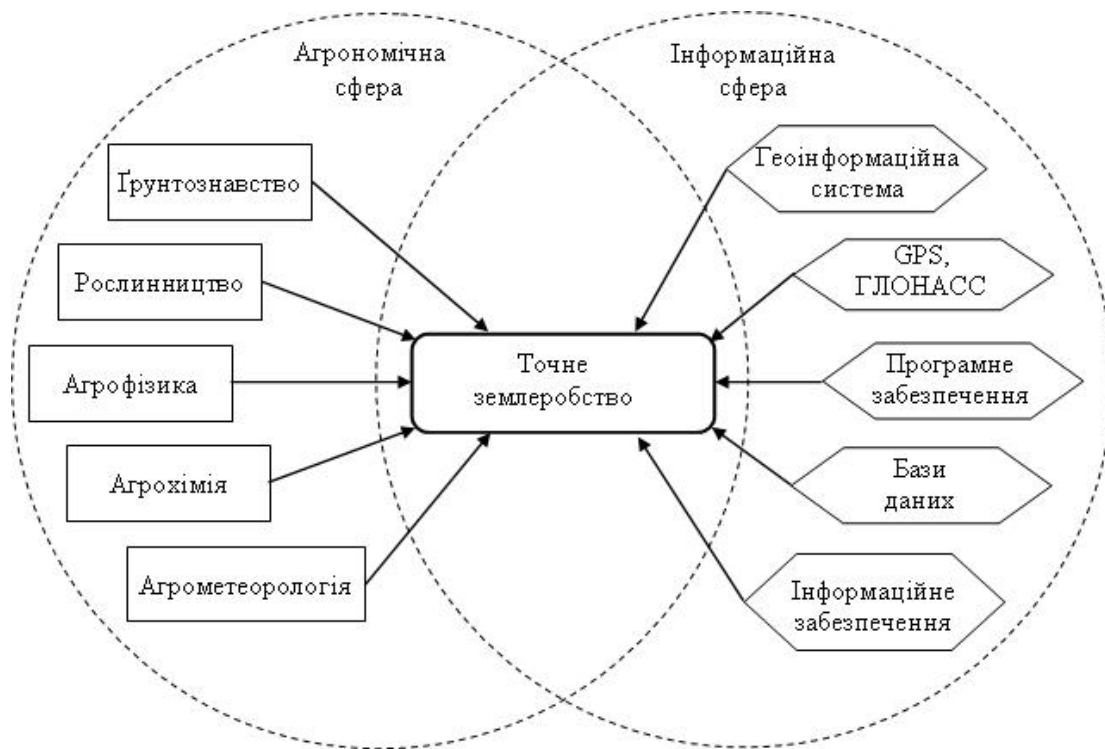 Агрономічна
сфера
Інформаційна
сфера
Ґрунтознавство
Рослинництво
Агрофізика
Агрохімія
Агрометеорологія
Точне
землеробство
Геоінформаційна
система
GPS,
ГЛОНАСС
Програмне
забезпечення
Бази
даних
Інформаційне
забезпечення